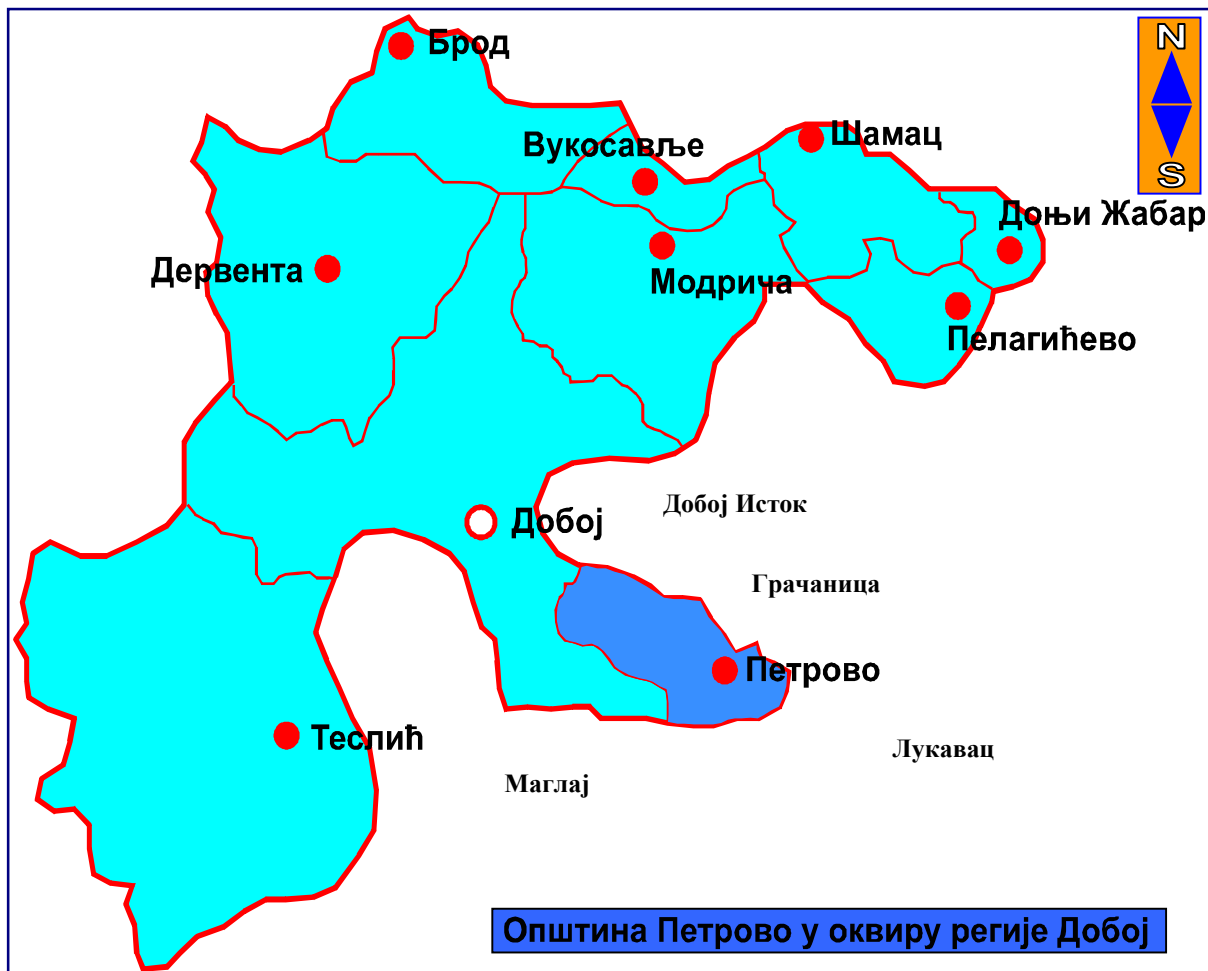 Брод
N
Вукосавље
Шамац
S
Доњи Жабар
Дервента
Модрича
Пелагићево
Добој Исток
Добој
Грачаница
Петрово
Теслић
Лукавац
Маглај
Општина Петрово у оквиру регије Добој